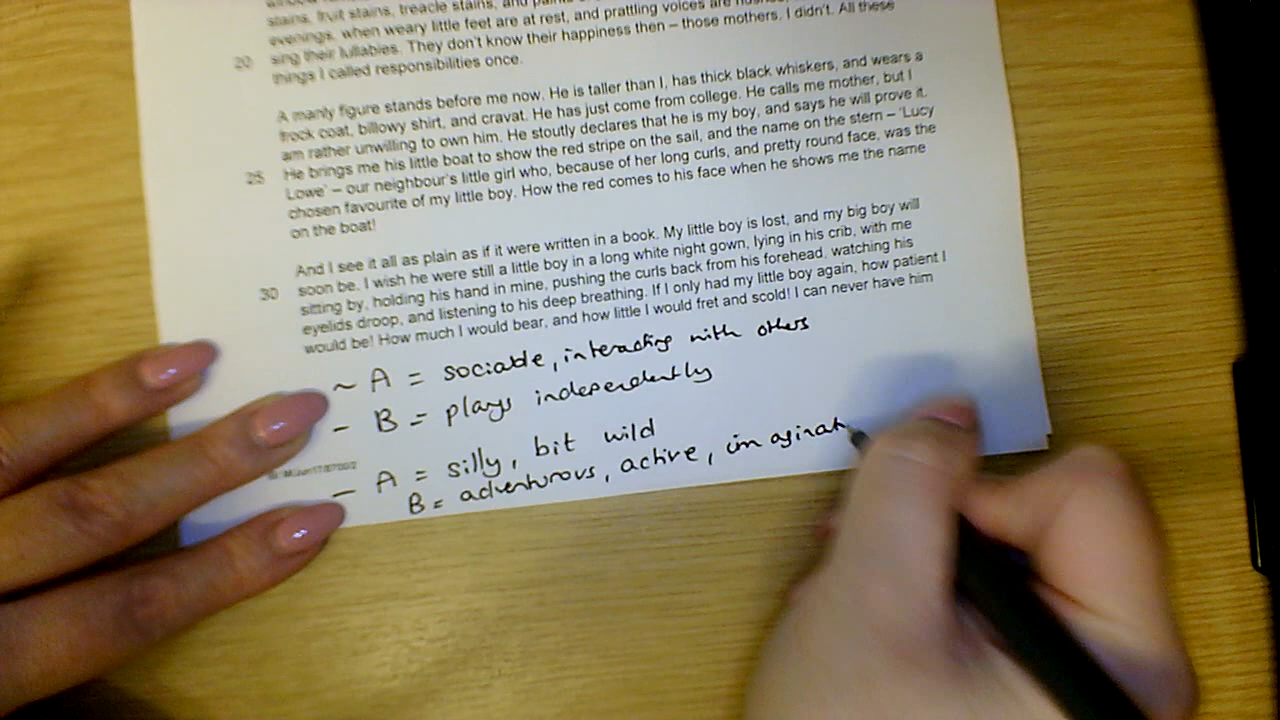 stains, fruit stains, treacle stains, and
evenings, when weary little feet are at rest, and prattling voices are
20 sing their lullabies. They don't know their happiness then – those mothers. I didn't. All these
things I called responsibilities once.
A manly figure stands before me now. He is taller than I, has thick black whiskers, and wears a
frock coat, billowy shirt, and cravat. He has just come from college. He calls me mother, but I
am rather unwilling to own him. He stoutly declares that he is my boy, and says he will prove it.
25 He brings me his little boat to show the red stripe on the sail, and the name on the stern – 'Lucy
Lowe' – our neighbour's little girl who, because of her long curls, and pretty round face, was the
chosen favourite of my little boy. How the red comes to his face when he shows me the name
on the boat!
And I see it all as plain as if it were written in a book. My little boy is lost, and my big boy will
30 soon be. I wish he were still a little boy in a long white night gown, lying in his crib, with me
sitting by, holding his hand in mine, pushing the curls back from his forehead, watching his
eyelids droop, and listening to his deep breathing. If I only had my little boy again, how patient I
would be! How much I would bear, and how little I would fret and scold! I can never have him
~ A = sociable, interacting with others
- B = plays independently
- A = silly, bit wild
B = adventurous, active, imaginat